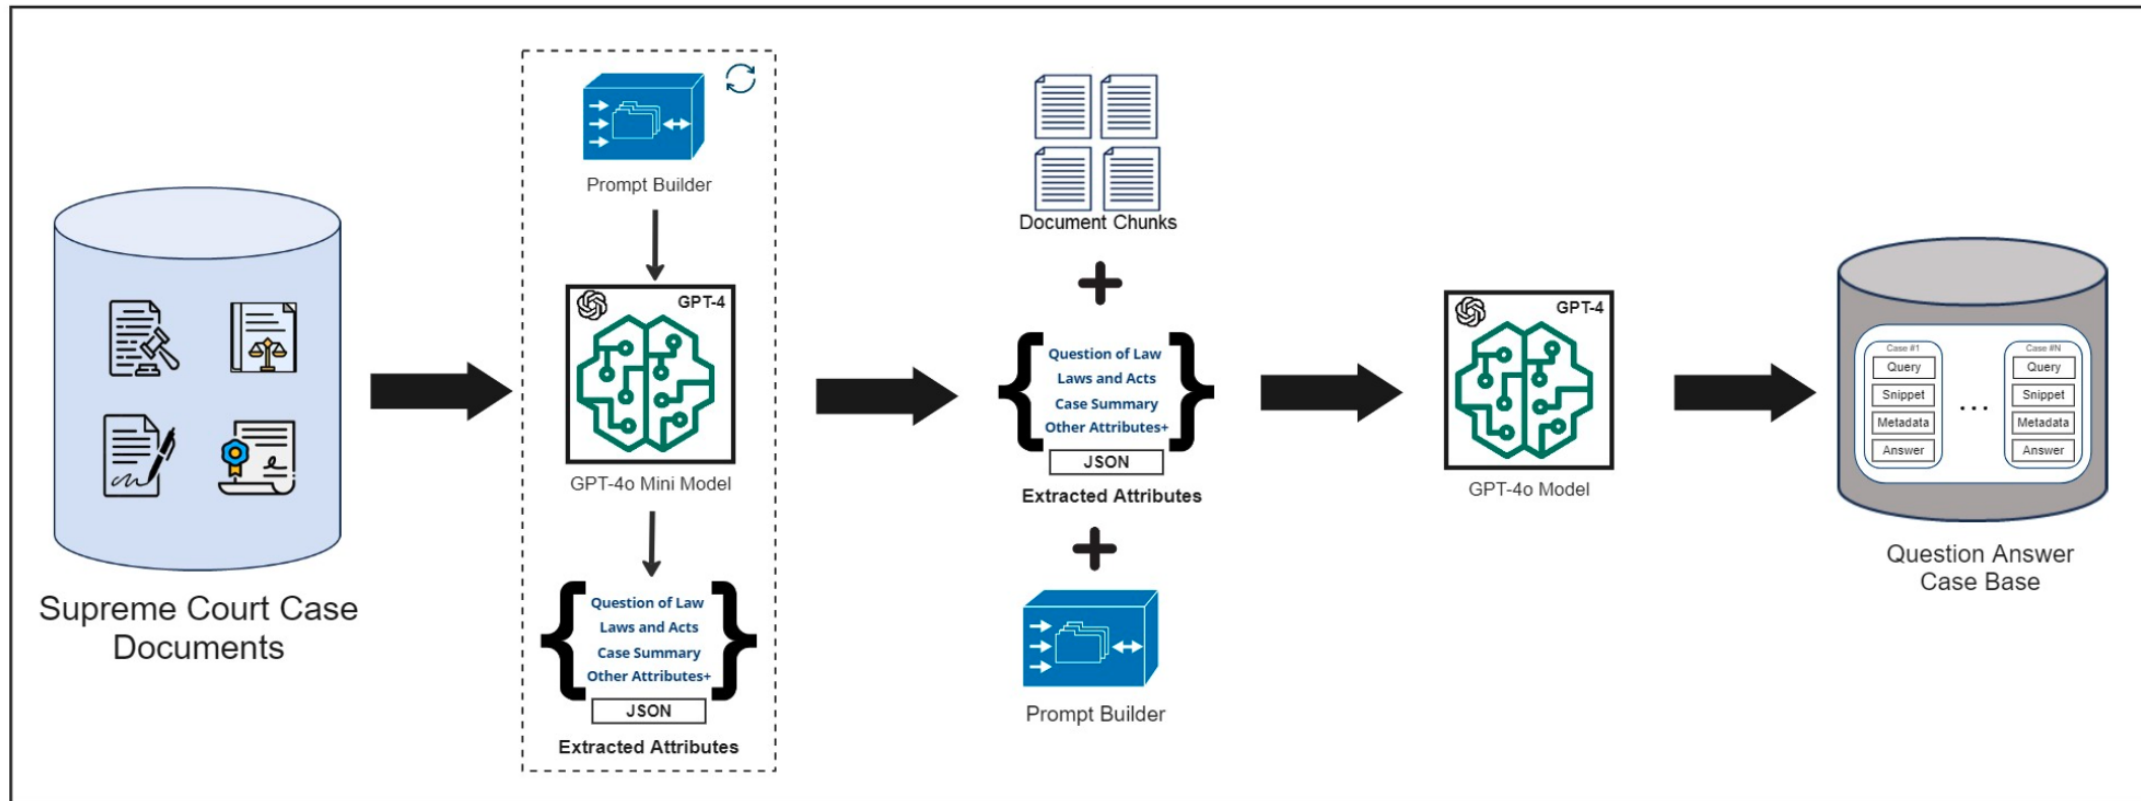 Supreme Court Case
Documents
Prompt Builder
GPT-4
GPT-4o Mini Model
Question of Law
Laws and Acts
Case Summary
Other Attributes+
JSON
Extracted Attributes
Document Chunks
+
Question of Law
Laws and Acts
Case Summary
Other Attributes+
JSON
Extracted Attributes
+
Prompt Builder
GPT-4
GPT-4o Model
Case #1
Query
Snippet
Metadata
Answer
...
Case #N
Query
Snippet
Metadata
Answer
Question Answer
Case Base